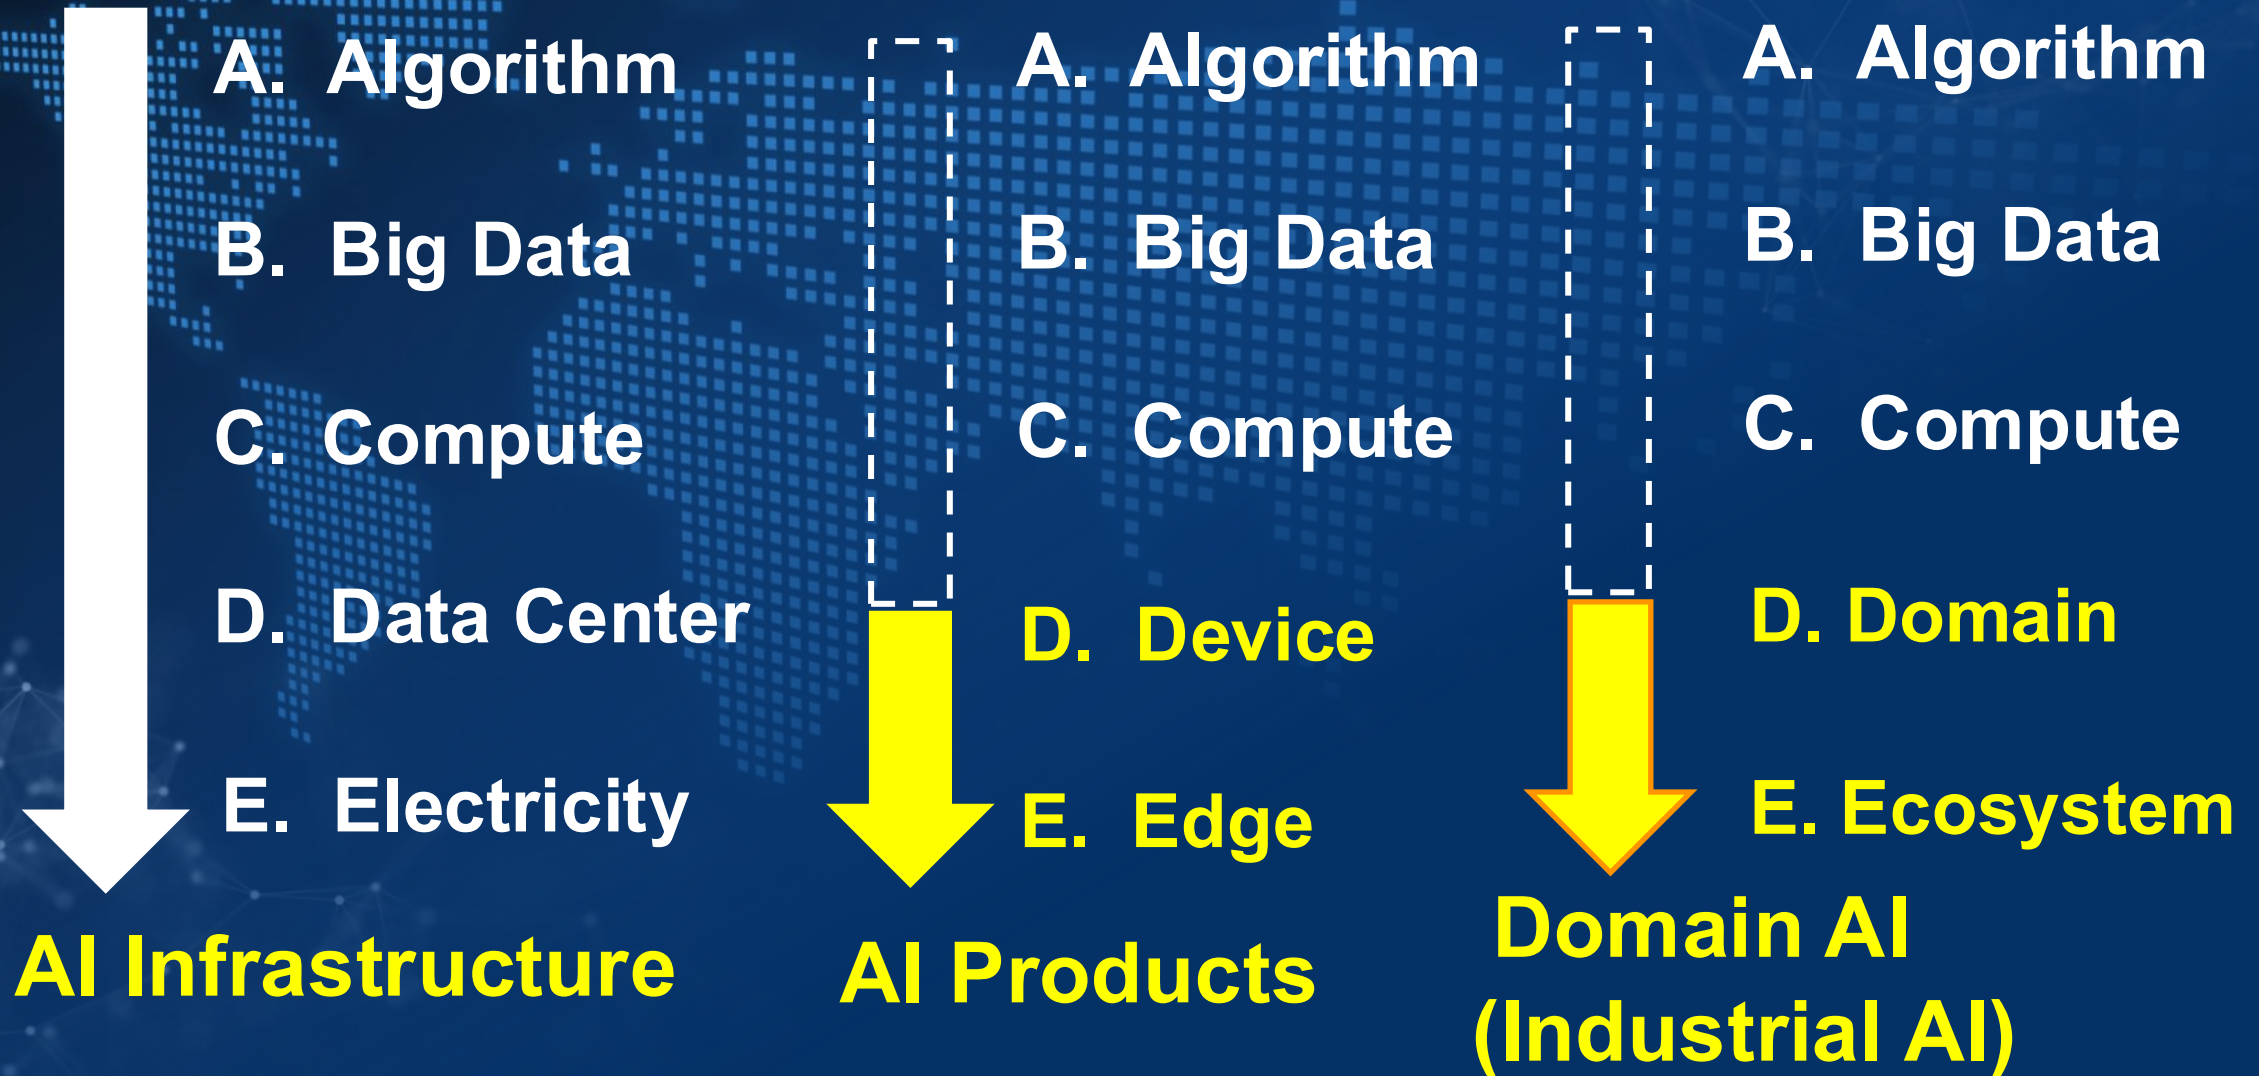 A. Algorithm
B. Big Data
C. Compute
D. Data Center
E. Electricity
AI Infrastructure
A. Algorithm
B. Big Data
C. Compute
D. Device
E. Edge
AI Products
A. Algorithm
B. Big Data
C. Compute
D. Domain
E. Ecosystem
Domain AI
(Industrial AI)